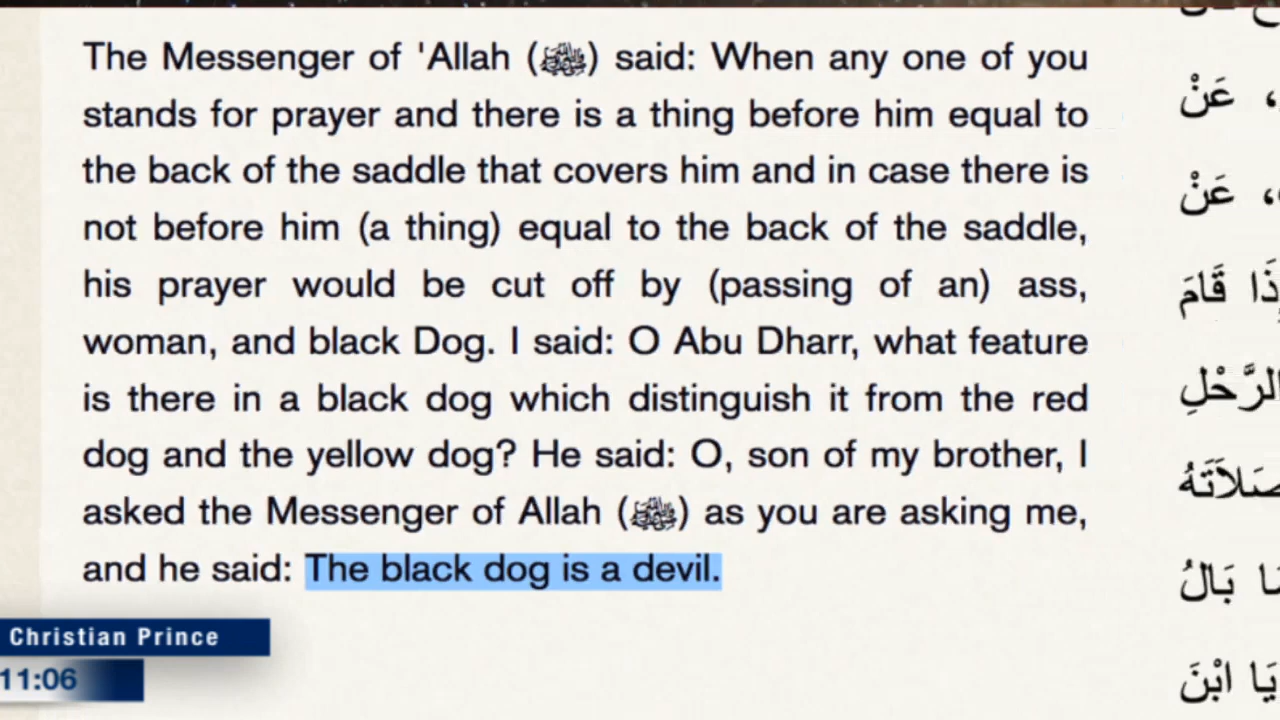 The Messenger of 'Allah (ﷺ) said: When any one of you
stands for prayer and there is a thing before him equal to
the back of the saddle that covers him and in case there is
not before him (a thing) equal to the back of the saddle,
his prayer would be cut off by (passing of an) ass,
woman, and black Dog. I said: O Abu Dharr, what feature
is there in a black dog which distinguish it from the red
dog and the yellow dog? He said: O, son of my brother, I
asked the Messenger of Allah (ﷺ) as you are asking me,
and he said: The black dog is a devil.
، عَنْ
، عَنْ
إِذَا قَامَ
الرَّحْلِ
صَلاَتَهُ
مَا بَالُ
يَا ابْنَ
Christian Prince
11:06